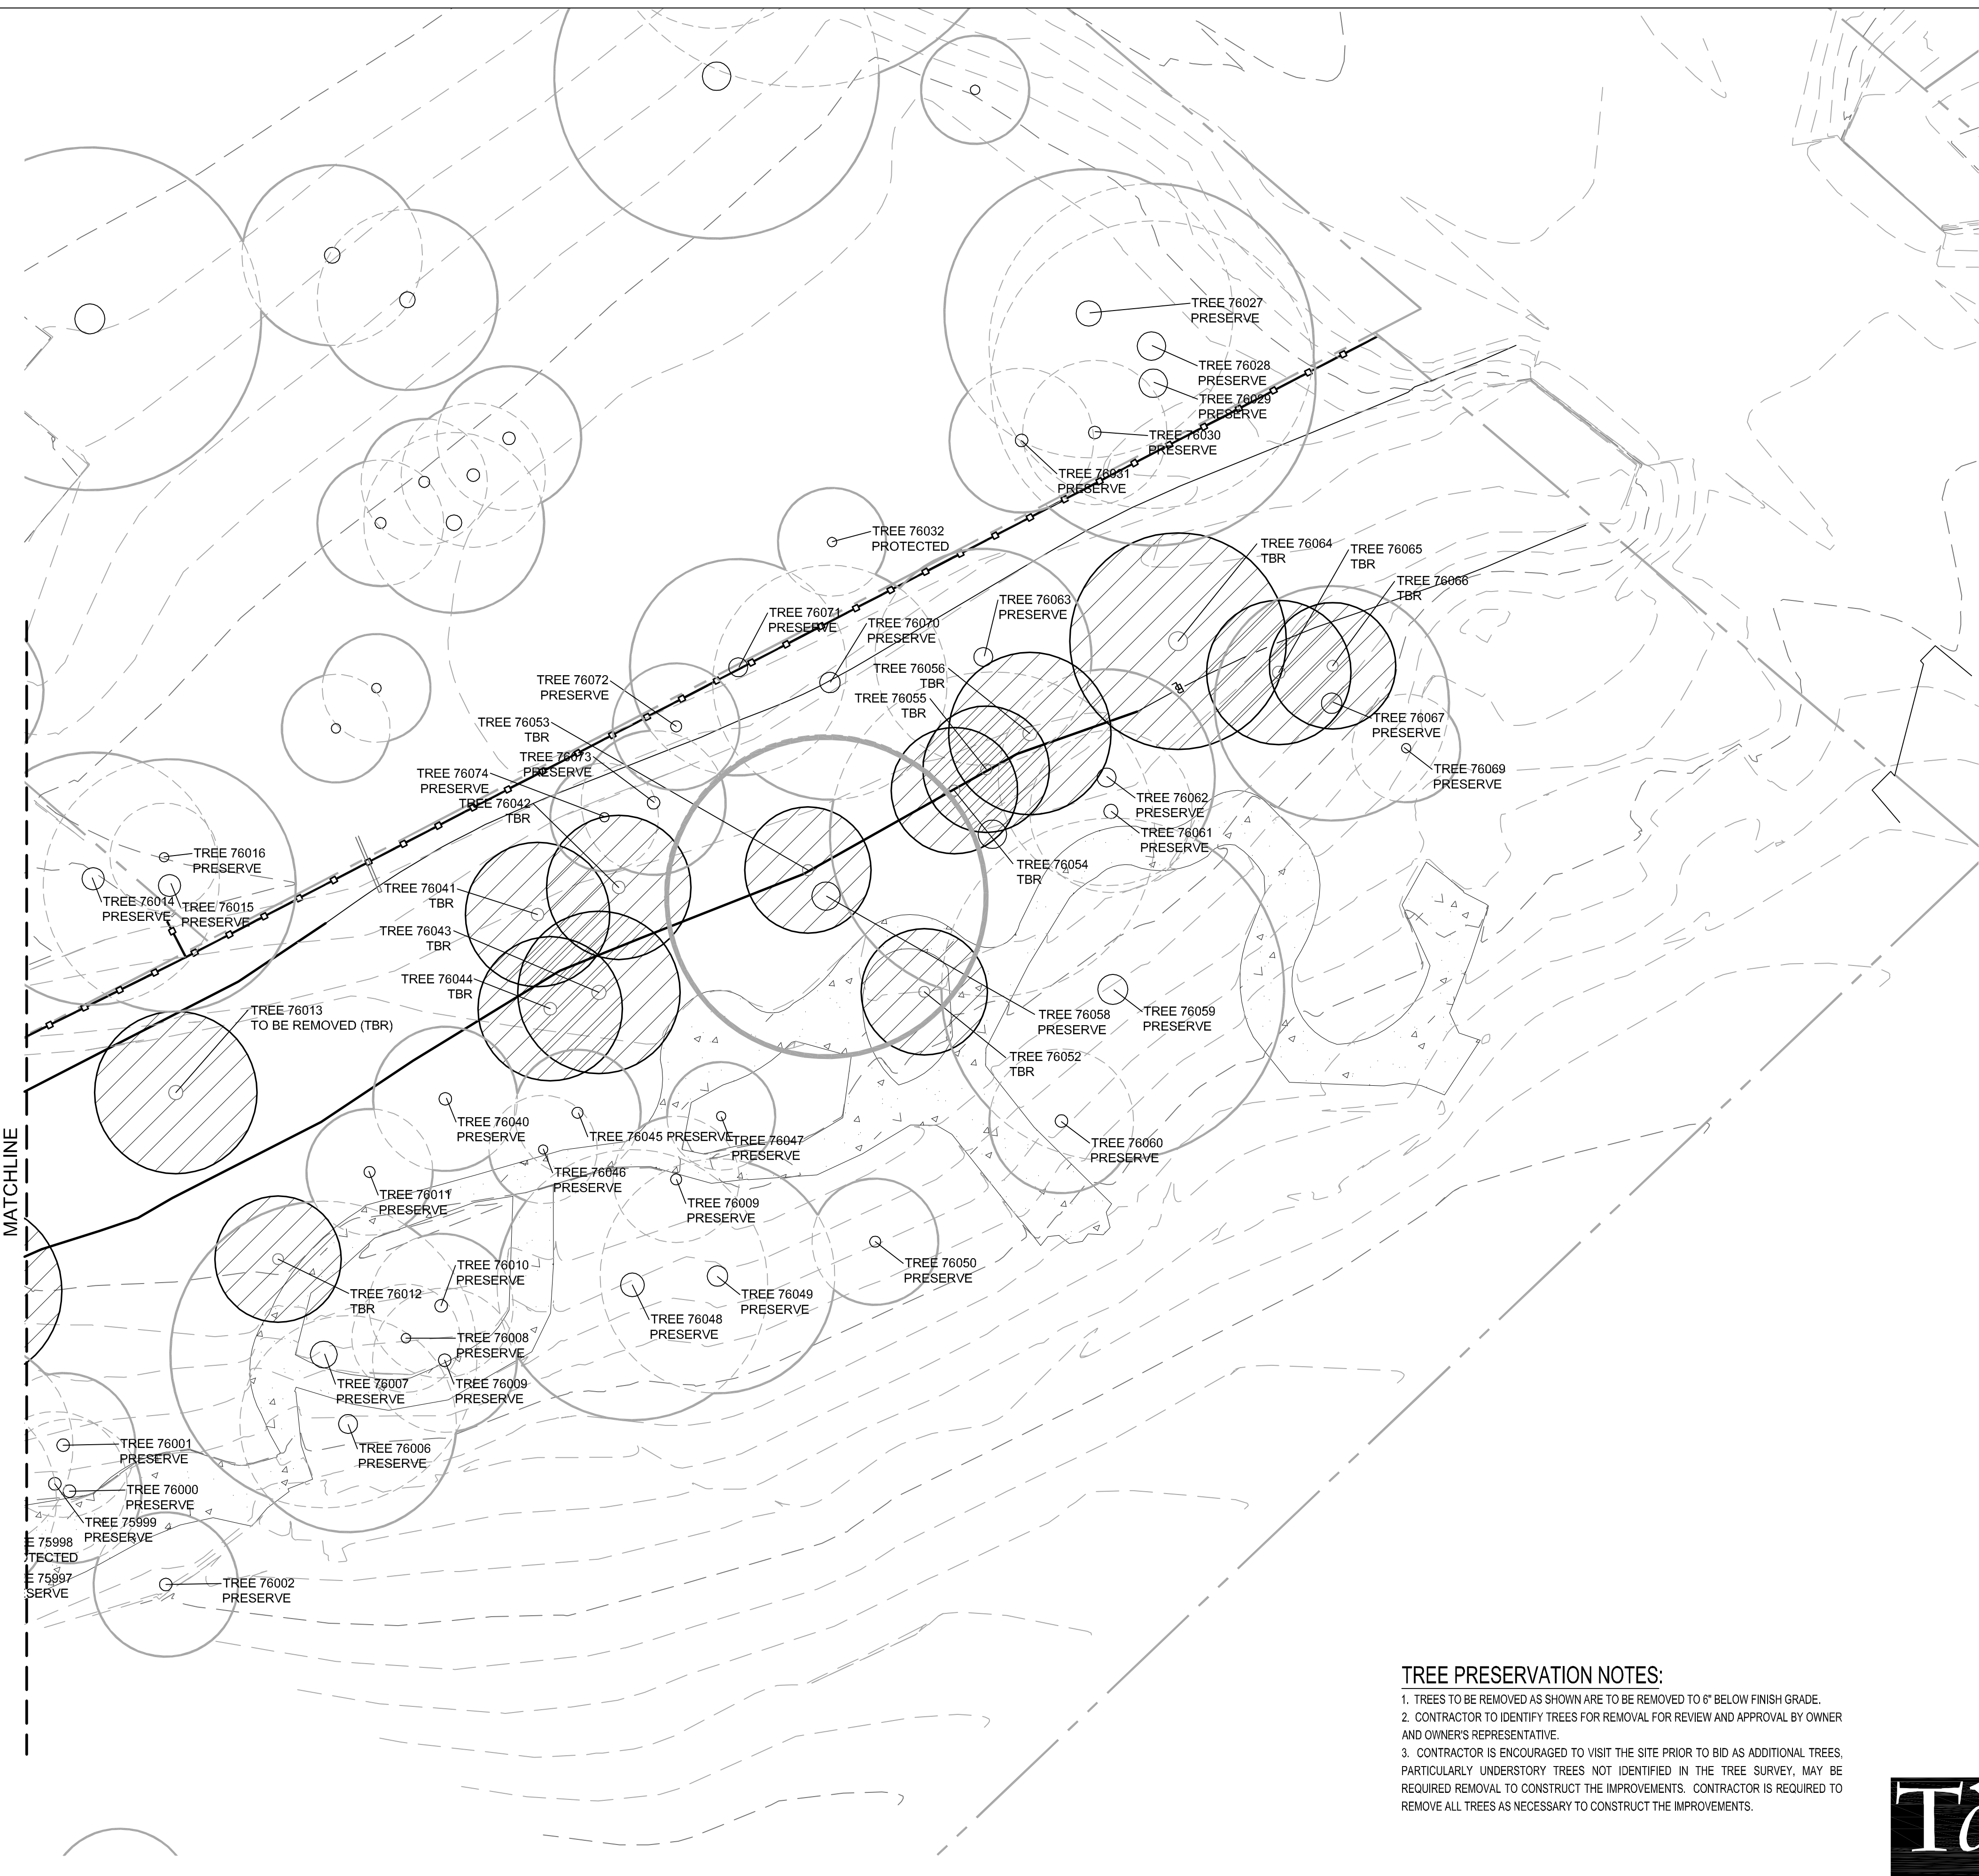 TREE 76027
PRESERVE
TREE 76028
PRESERVE
TREE 76029
PRESERVE
TREE 76030
PRESERVE
TREE 76031
PRESERVE
TREE 76032
PROTECTED
TREE 76064
TBR
TREE 76065
TBR
TREE 76066
TBR
TREE 76063
PRESERVE
TREE 76071
PRESERVE
TREE 76070
PRESERVE
TREE 76056
TBR
TREE 76055
TBR
TREE 76072
PRESERVE
TREE 76053
TBR
TREE 76073
PRESERVE
TREE 76074
PRESERVE
TREE 76042
TBR
TREE 76067
PRESERVE
TREE 76069
PRESERVE
TREE 76062
PRESERVE
TREE 76061
PRESERVE
TREE 76054
TBR
TREE 76016
PRESERVE
TREE 76014
PRESERVE
TREE 76015
PRESERVE
TREE 76041
TBR
TREE 76043
TBR
TREE 76044
TBR
TREE 76013
TO BE REMOVED (TBR)
TREE 76058
PRESERVE
TREE 76059
PRESERVE
TREE 76052
TBR
TREE 76040
PRESERVE
TREE 76045 PRESERVE
TREE 76047
PRESERVE
TREE 76060
PRESERVE
MATCHLINE
TREE 76046
PRESERVE
TREE 76011
PRESERVE
TREE 76009
PRESERVE
TREE 76010
PRESERVE
TREE 76050
PRESERVE
TREE 76012
TBR
TREE 76049
PRESERVE
TREE 76048
PRESERVE
TREE 76008
PRESERVE
TREE 76007
PRESERVE
TREE 76009
PRESERVE
TREE 76006
PRESERVE
TREE 76001
PRESERVE
TREE 76000
PRESERVE
TREE 75999
PRESERVE
E 75998
TECTED
E 75997
SERVE
TREE 76002
PRESERVE
TREE PRESERVATION NOTES:
1. TREES TO BE REMOVED AS SHOWN ARE TO BE REMOVED TO 6" BELOW FINISH GRADE.
2. CONTRACTOR TO IDENTIFY TREES FOR REMOVAL FOR REVIEW AND APPROVAL BY OWNER
AND OWNER'S REPRESENTATIVE.
3. CONTRACTOR IS ENCOURAGED TO VISIT THE SITE PRIOR TO BID AS ADDITIONAL TREES,
PARTICULARLY UNDERSTORY TREES NOT IDENTIFIED IN THE TREE SURVEY, MAY BE
REQUIRED REMOVAL TO CONSTRUCT THE IMPROVEMENTS. CONTRACTOR IS REQUIRED TO
REMOVE ALL TREES AS NECESSARY TO CONSTRUCT THE IMPROVEMENTS.